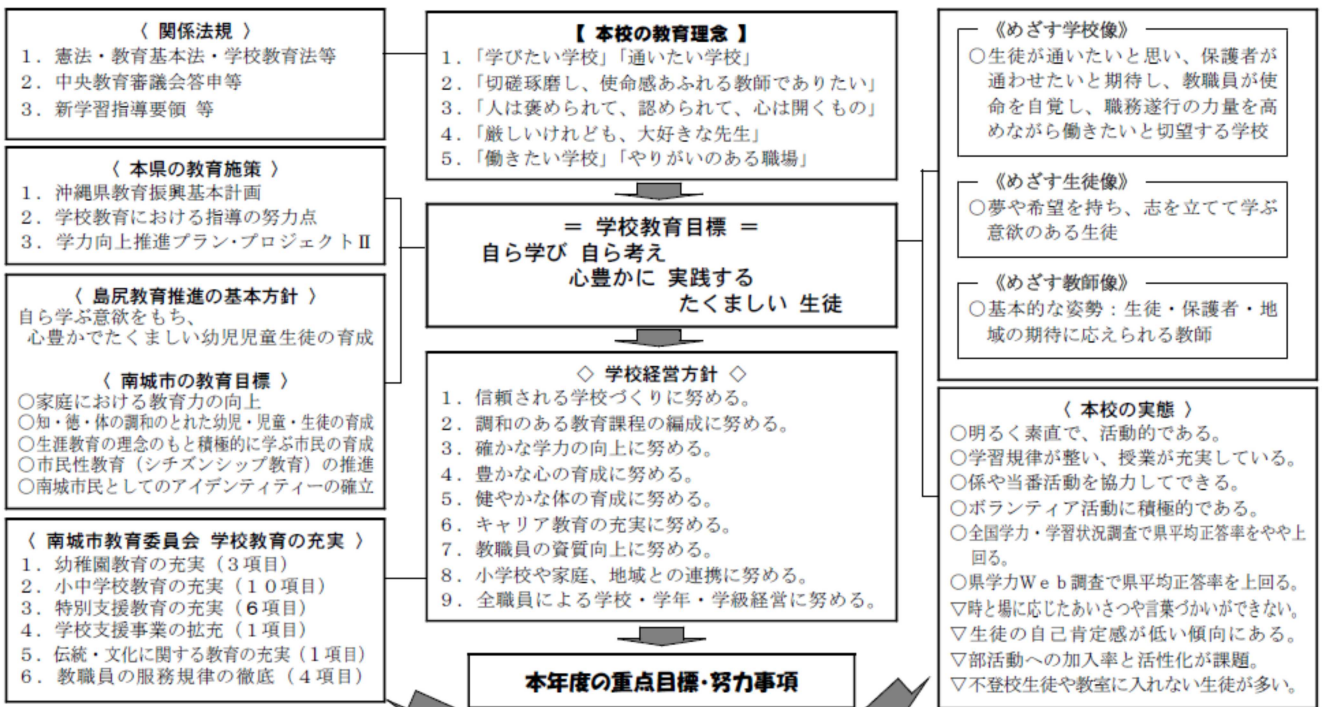 〈 関係法規 〉
1．憲法・教育基本法・学校教育法等
2．中央教育審議会答申等
3．新学習指導要領 等
〈 本県の教育施策 〉
1．沖縄県教育振興基本計画
2．学校教育における指導の努力点
3．学力向上推進プラン・プロジェクトⅡ
〈 島尻教育推進の基本方針 〉
自ら学ぶ意欲をもち、
心豊かでたくましい幼児児童生徒の育成
〈 南城市の教育目標 〉
○家庭における教育力の向上
○知・徳・体の調和のとれた幼児・児童・生徒の育成
○生涯教育の理念のもと積極的に学ぶ市民の育成
○市民性教育（シチズンシップ教育）の推進
○南城市民としてのアイデンティティーの確立
〈 南城市教育委員会 学校教育の充実 〉
1．幼稚園教育の充実（３項目）
2．小中学校教育の充実（１０項目）
3．特別支援教育の充実（６項目）
4．学校支援事業の拡充（１項目）
5．伝統・文化に関する教育の充実（１項目）
6．教職員の服務規律の徹底（４項目）
【 本校の教育理念 】
1．「学びたい学校」「通いたい学校」
2．「切磋琢磨し、使命感あふれる教師でありたい」
3．「人は褒められて、認められて、心は開くもの」
4．「厳しいけれども、大好きな先生」
5．「働きたい学校」「やりがいのある職場」
＝ 学校教育目標 ＝
自ら学び 自ら考え
心豊かに 実践する
たくましい 生徒
◇ 学校経営方針 ◇
1．信頼される学校づくりに努める。
2．調和のある教育課程の編成に努める。
3．確かな学力の向上に努める。
4．豊かな心の育成に努める。
5．健やかな体の育成に努める。
6．キャリア教育の充実に努める。
7．教職員の資質向上に努める。
8．小学校や家庭、地域との連携に努める。
9．全職員による学校・学年・学級経営に努める。
本年度の重点目標・努力事項
《めざす学校像》
○生徒が通いたいと思い、保護者が
通わせたいと期待し、教職員が使
命を自覚し、職務遂行の力量を高
めながら働きたいと切望する学校
《めざす生徒像》
○夢や希望を持ち、志を立てて学ぶ
意欲のある生徒
《めざす教師像》
○基本的な姿勢：生徒・保護者・地
域の期待に応えられる教師
〈 本校の実態 〉
○明るく素直で、活動的である。
○学習規律が整い、授業が充実している。
○係や当番活動を協力してできる。
○ボランティア活動に積極的である。
○全国学力・学習状況調査で県平均正答率をやや上
回る。
○県学力Ｗｅｂ調査で県平均正答率を上回る。
▽時と場に応じたあいさつや言葉づかいができない。
▽生徒の自己肯定感が低い傾向にある。
▽部活動への加入率と活性化が課題。
▽不登校生徒や教室に入れない生徒が多い。